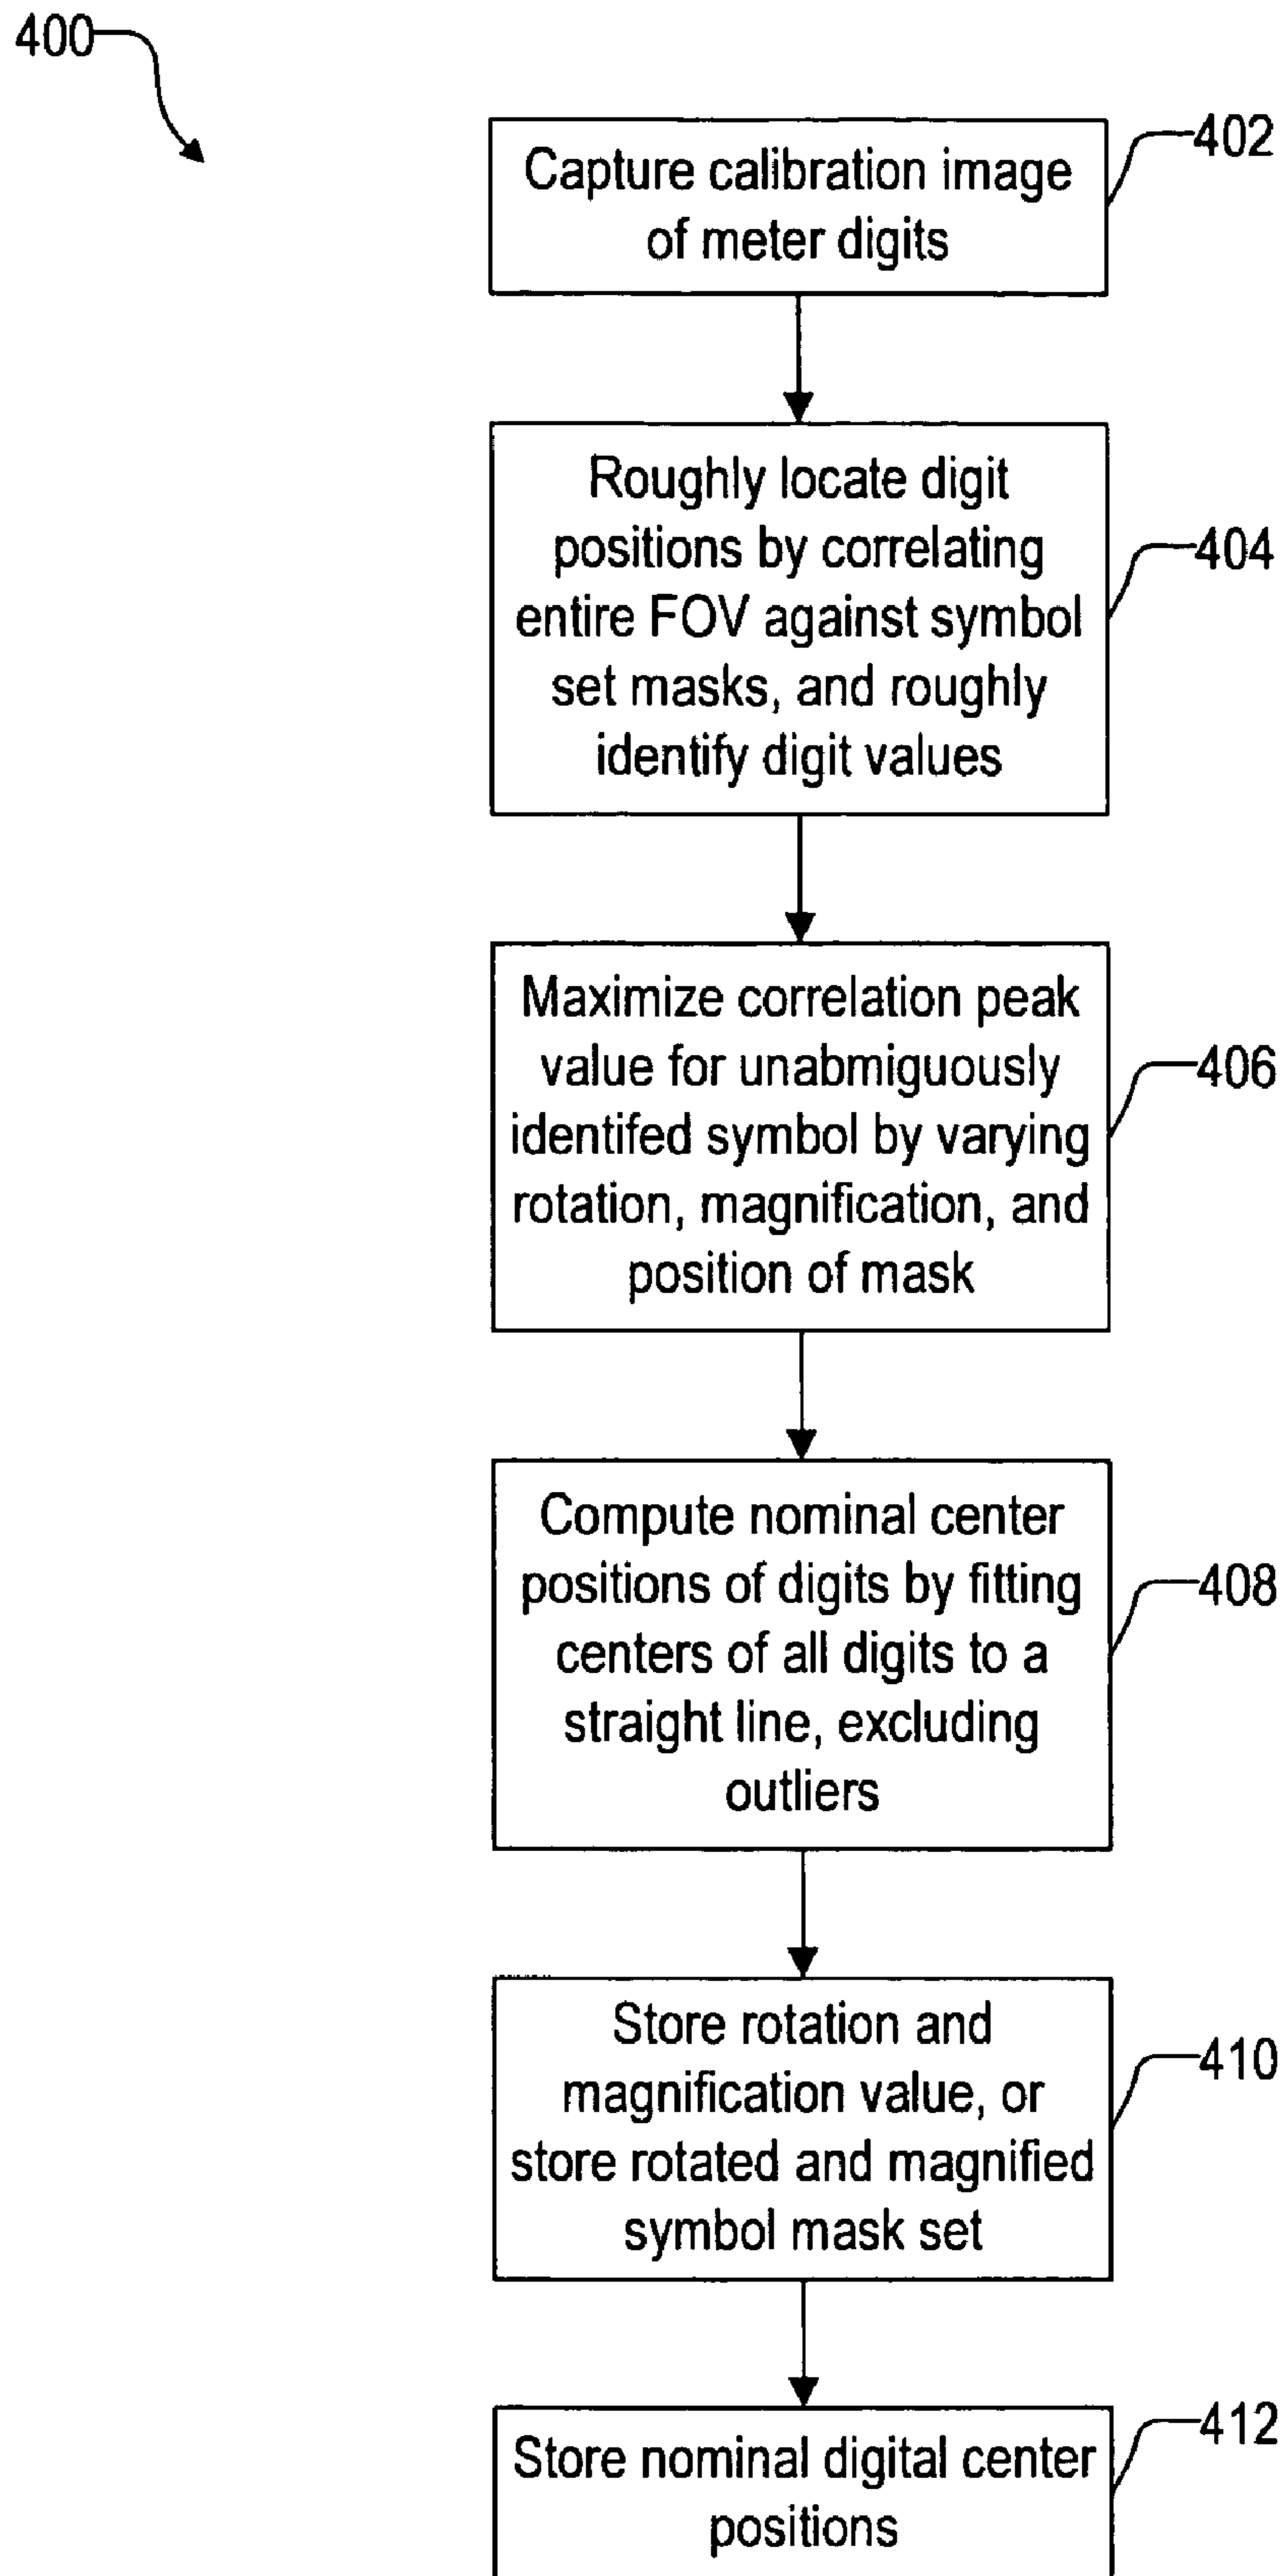 400
Capture calibration image
of meter digits
402
Roughly locate digit
positions by correlating
entire FOV against symbol
set masks, and roughly
identify digit values
404
Maximize correlation peak
value for unabmiguously
identifed symbol by varying
rotation, magnification, and
position of mask
406
Compute nominal center
positions of digits by fitting
centers of all digits to a
straight line, excluding
outliers
408
Store rotation and
magnification value, or
store rotated and magnified
symbol mask set
410
Store nominal digital center
positions
412